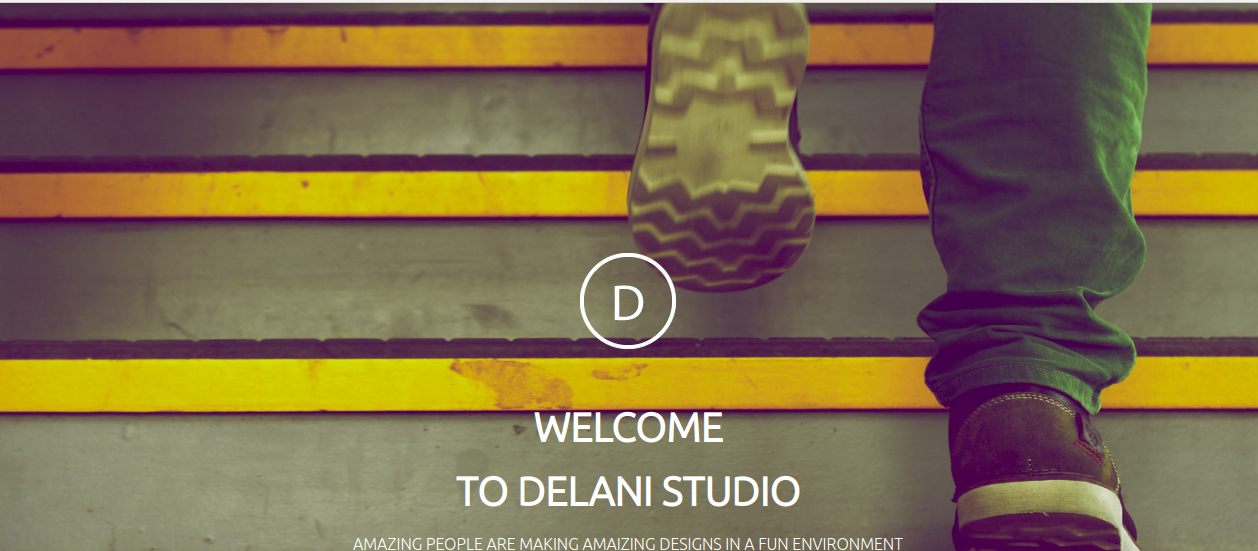 D
WELCOME
TO DELANI STUDIO
AMAZING PEOPLE ARE MAKING AMAIZING DESIGNS IN A FUN ENVIRONMENT